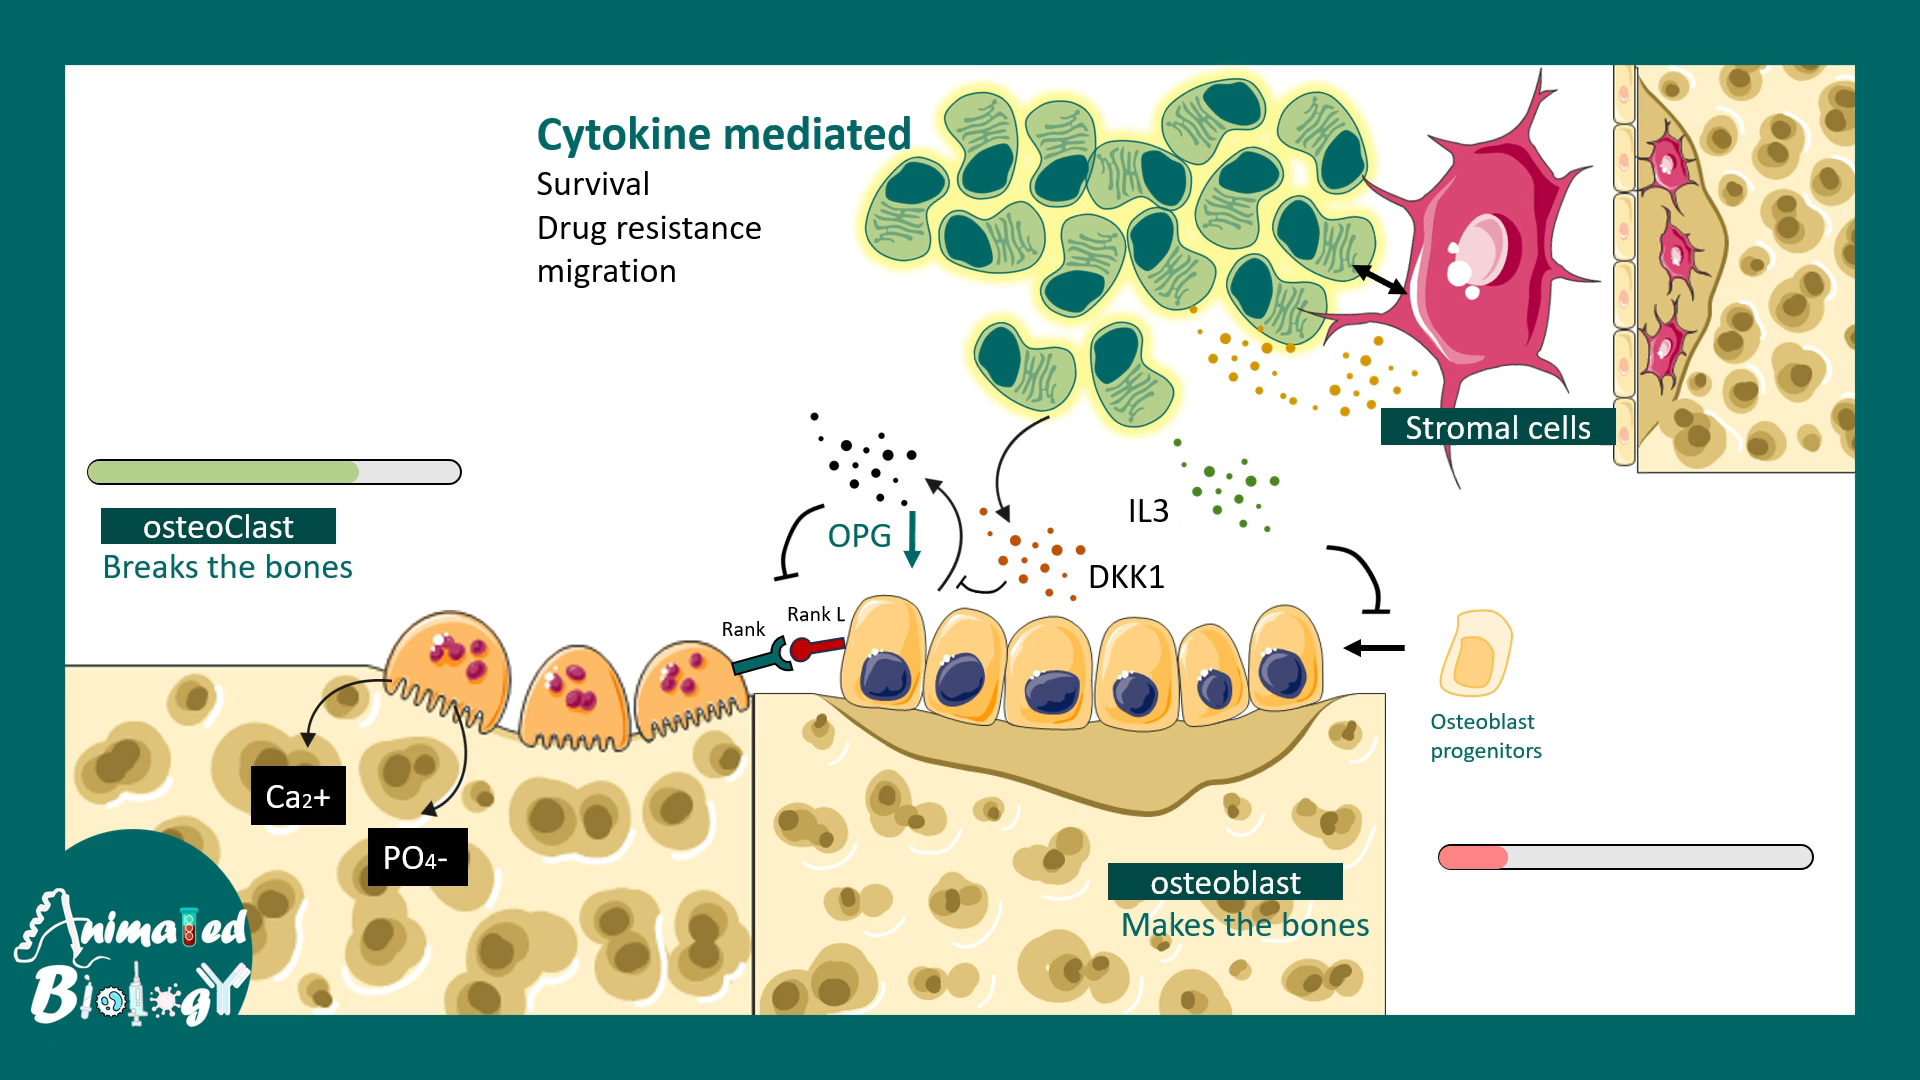 Cytokine mediated
Survival
Drug resistance
migration
Stromal cells
osteoClast
Breaks the bones
OPG
IL3
DKK1
Rank
Rank L
Osteoblast
progenitors
Ca2+
PO4-
osteoblast
Makes the bones
Animated
Biology